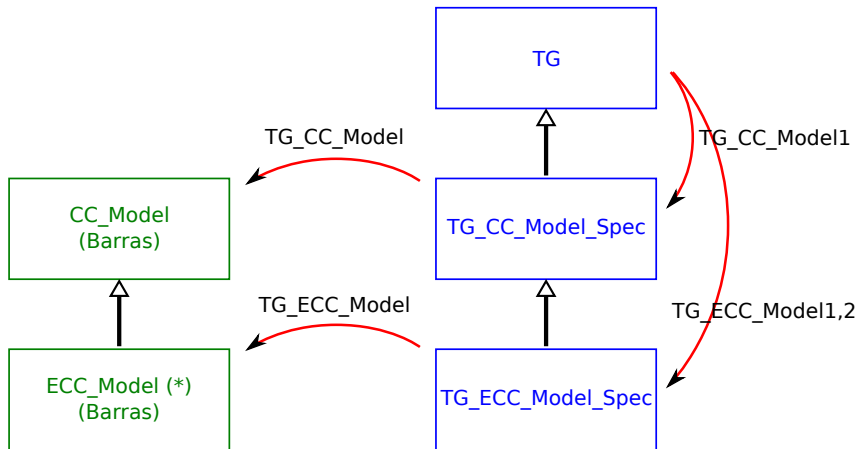 TG
TG_CC_Model
TG_CC_Model1
CC_Model
(Barras)
TG_CC_Model_Spec
TG_ECC_Model
TG_ECC_Model1,2
ECC_Model (*)
(Barras)
TG_ECC_Model_Spec